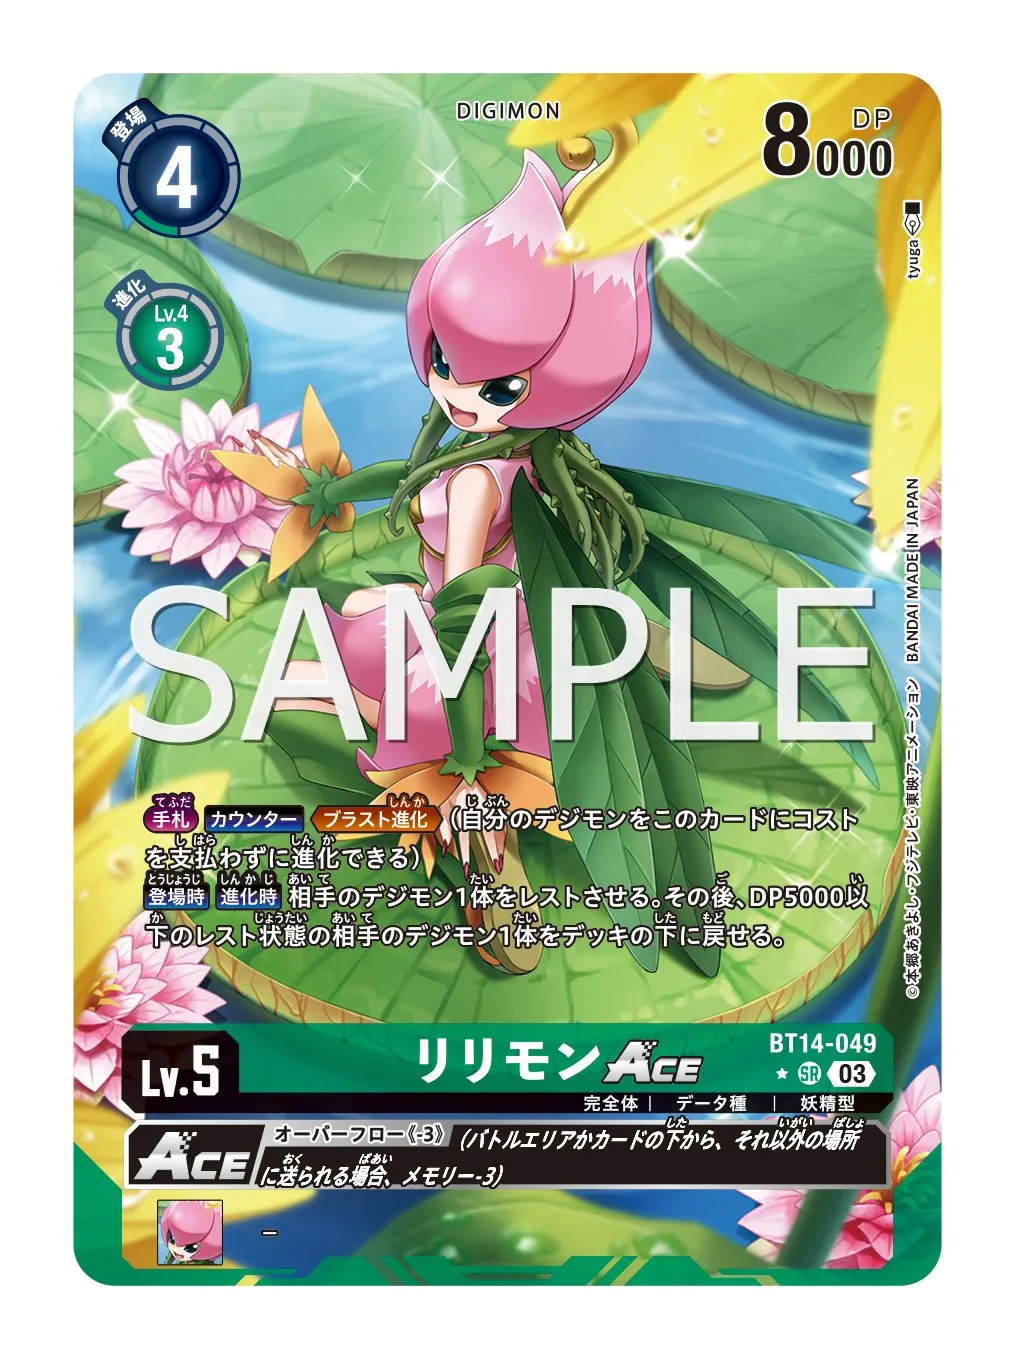 DIGIMON
登場
4
8000
DP
進化
Lv.4
3
tyuga
SAMPLE
手札 カウンター ブラスト進化 (自分のデジモンをこのカードにコスト
を支払わずに進化できる)
登場時 進化時 相手のデジモン1体をレストさせる。その後、DP5000以
下のレスト状態の相手のデジモン1体をデッキの下に戻せる。
©本郷あきよし・フジテレビ・東映アニメーション BANDAI MADE IN JAPAN
Lv.5
リリモン ACE
BT14-049
SR 03
完全体 | データ種 | 妖精型
ACE オーバーフロー《-3》 (バトルエリアかカードの下から、それ以外の場所
に送られる場合、メモリー-3)
-